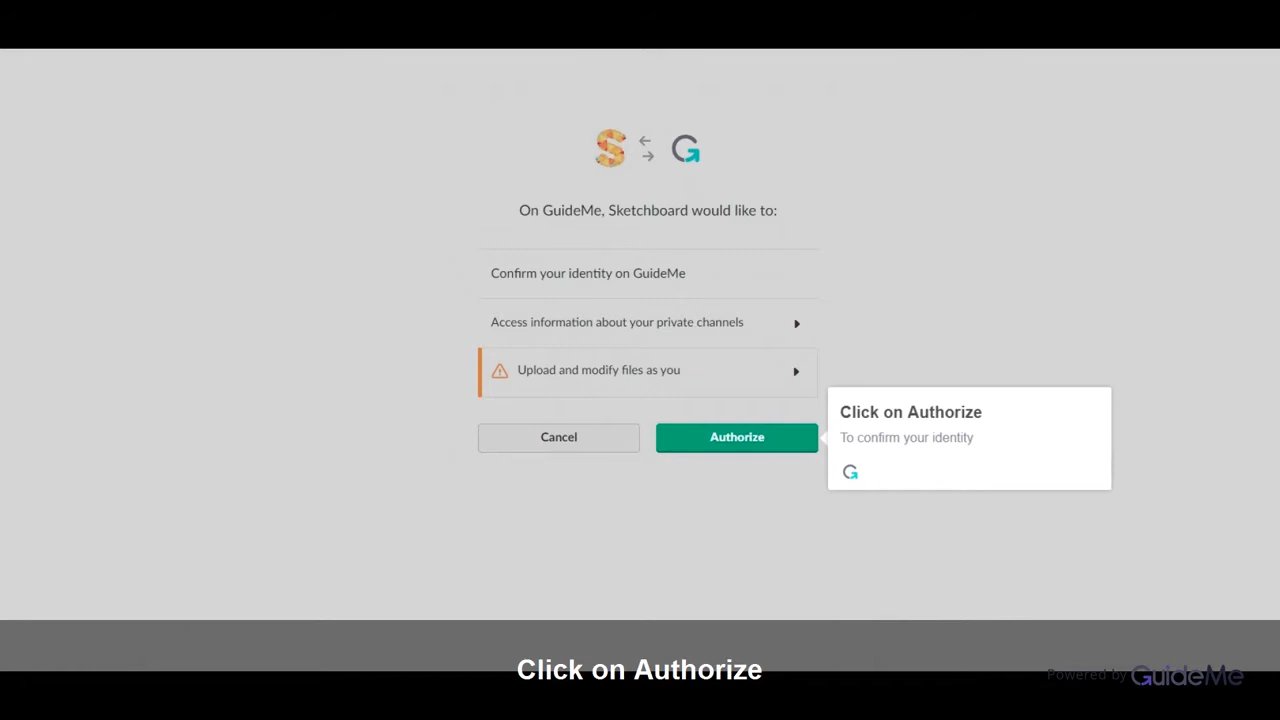 On GuideMe, Sketchboard would like to:
Confirm your identity on GuideMe
Access information about your private channels
Upload and modify files as you
Cancel
Authorize
Click on Authorize
To confirm your identity
Click on Authorize
Powered by GuideMe